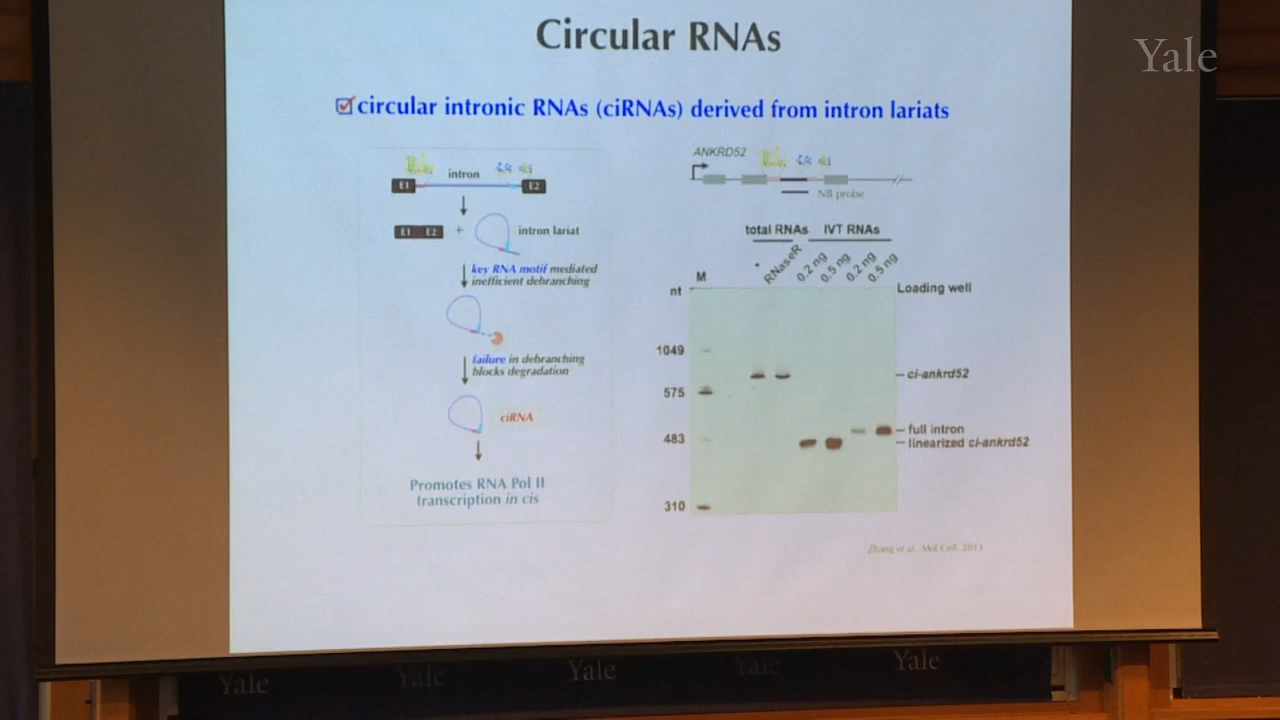 Circular RNAs
Yale
circular intronic RNAs (ciRNAs) derived from intron lariats
intron
E1
E2
E1 E2
+
intron lariat
key RNA motif mediated
inefficient debranching
failure in debranching
blocks degradation
ciRNA
Promotes RNA Pol II
transcription in cis
ANKRD52
NB probe
total RNAs
IVT RNAs
-
RNaseR
0.2 ng
0.5 ng
0.2 ng
0.5 ng
M
nt
Loading well
1049
575
483
310
ci-ankrd52
full intron
linearized ci-ankrd52
Zhang et al., Mol Cell, 2013
Yale
Yale
Yale
Yale
Yale